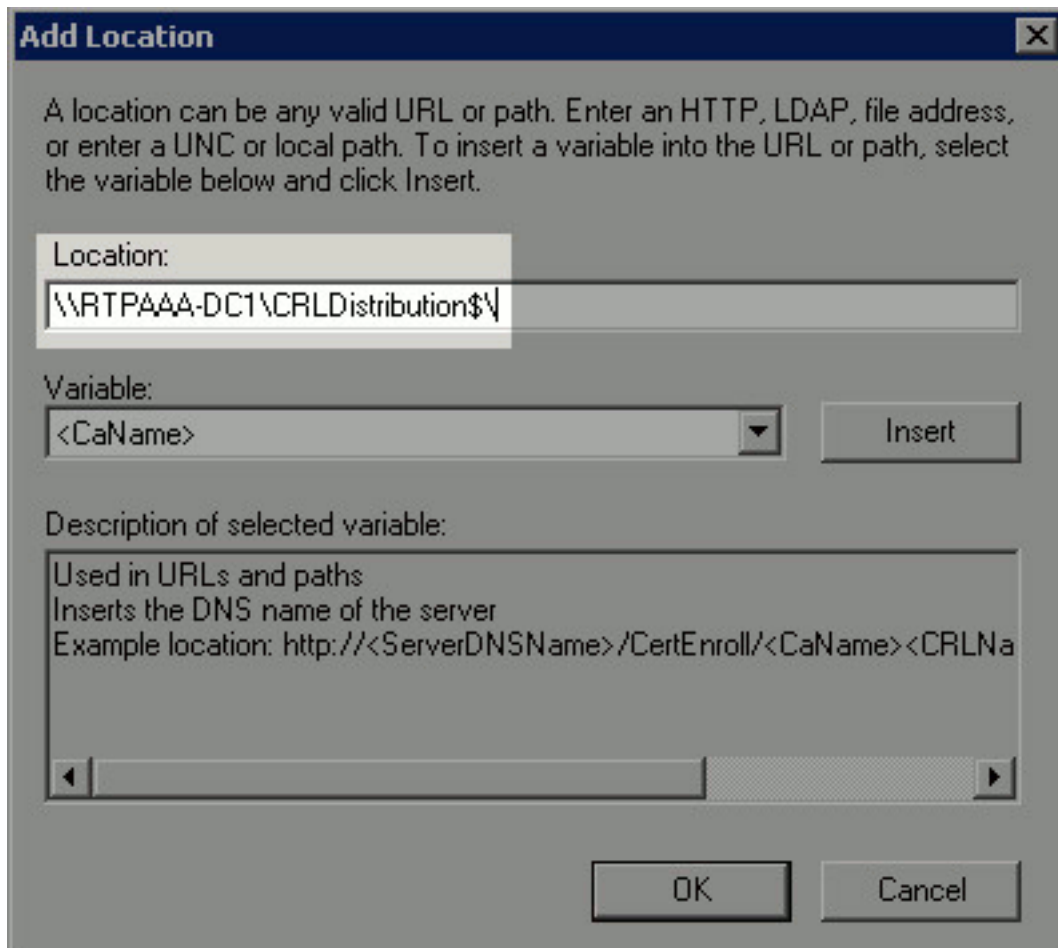 Add Location
A location can be any valid URL or path. Enter an HTTP, LDAP, file address,
or enter a UNC or local path. To insert a variable into the URL or path, select
the variable below and click Insert.
Location:
\\RTPAAA-DC1\CRLDistribution$\
Variable:
<CaName>
Insert
Description of selected variable:
Used in URLs and paths
Inserts the DNS name of the server
Example location: http://<ServerDNSName>/CertEnroll/<CaName><CRLNa
OK
Cancel